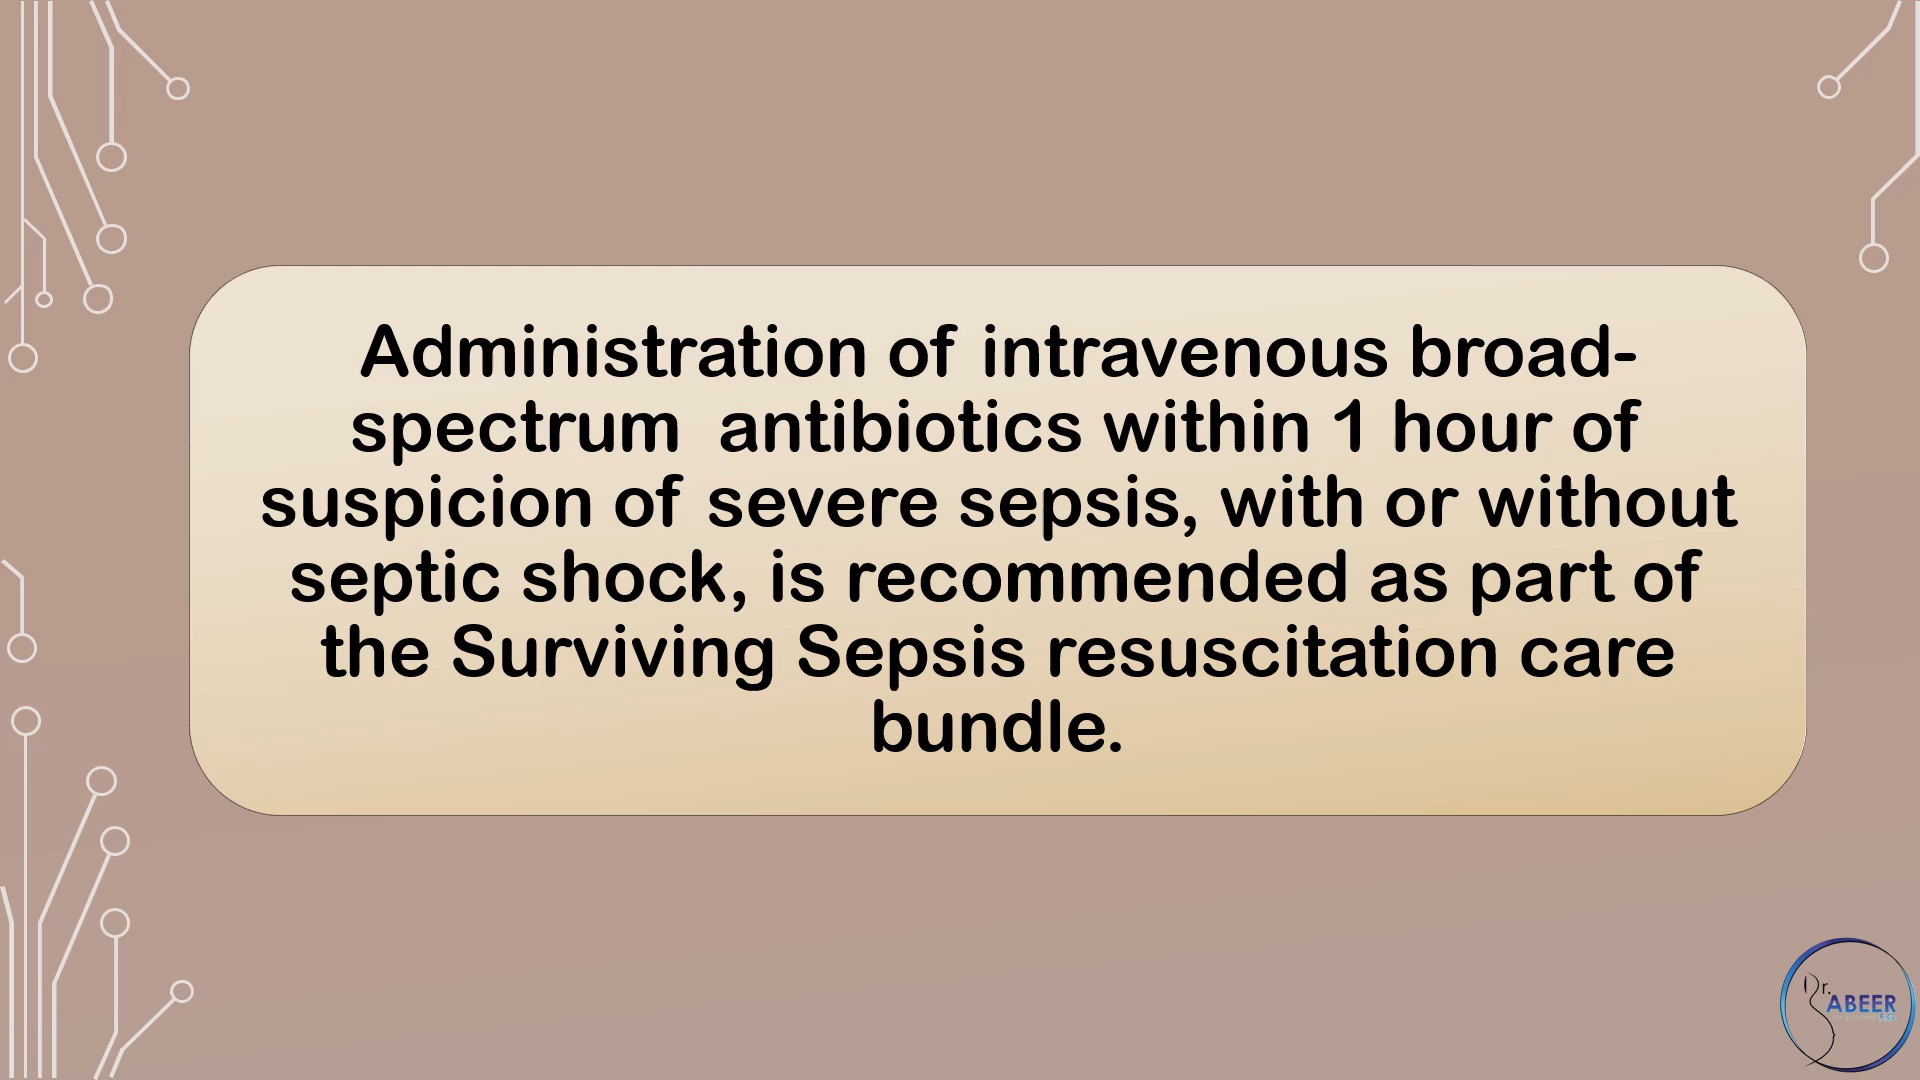 Administration of intravenous broad-
spectrum antibiotics within 1 hour of
suspicion of severe sepsis, with or without
septic shock, is recommended as part of
the Surviving Sepsis resuscitation care
bundle.
Dr.
ABEER
F.G.